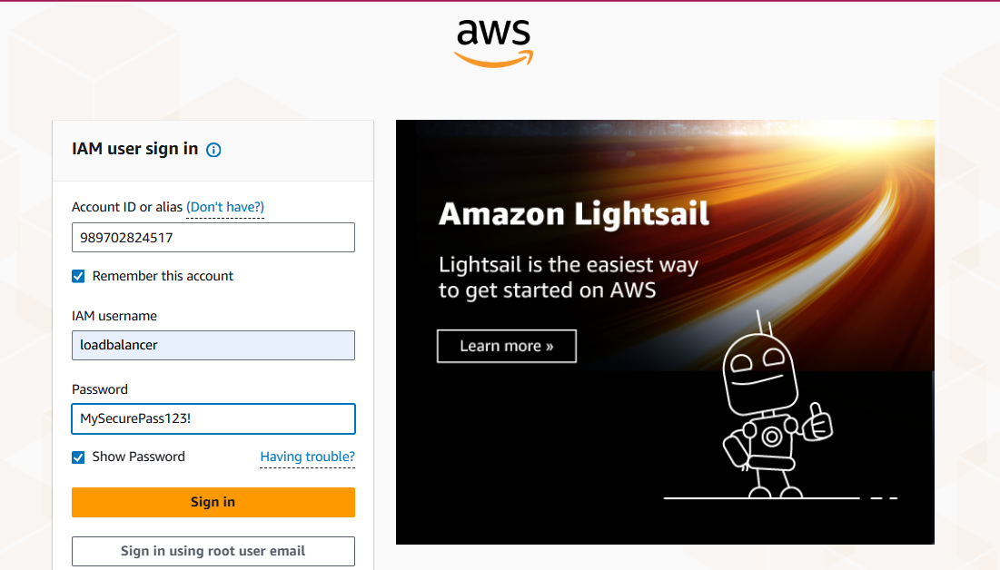 aws
IAM user sign in
Account ID or alias (Don't have?)
989702824517
Remember this account
IAM username
loadbalancer
Password
MySecurePass123!
Show Password
Having trouble?
Sign in
Sign in using root user email
Amazon Lightsail
Lightsail is the easiest way
to get started on AWS
Learn more »